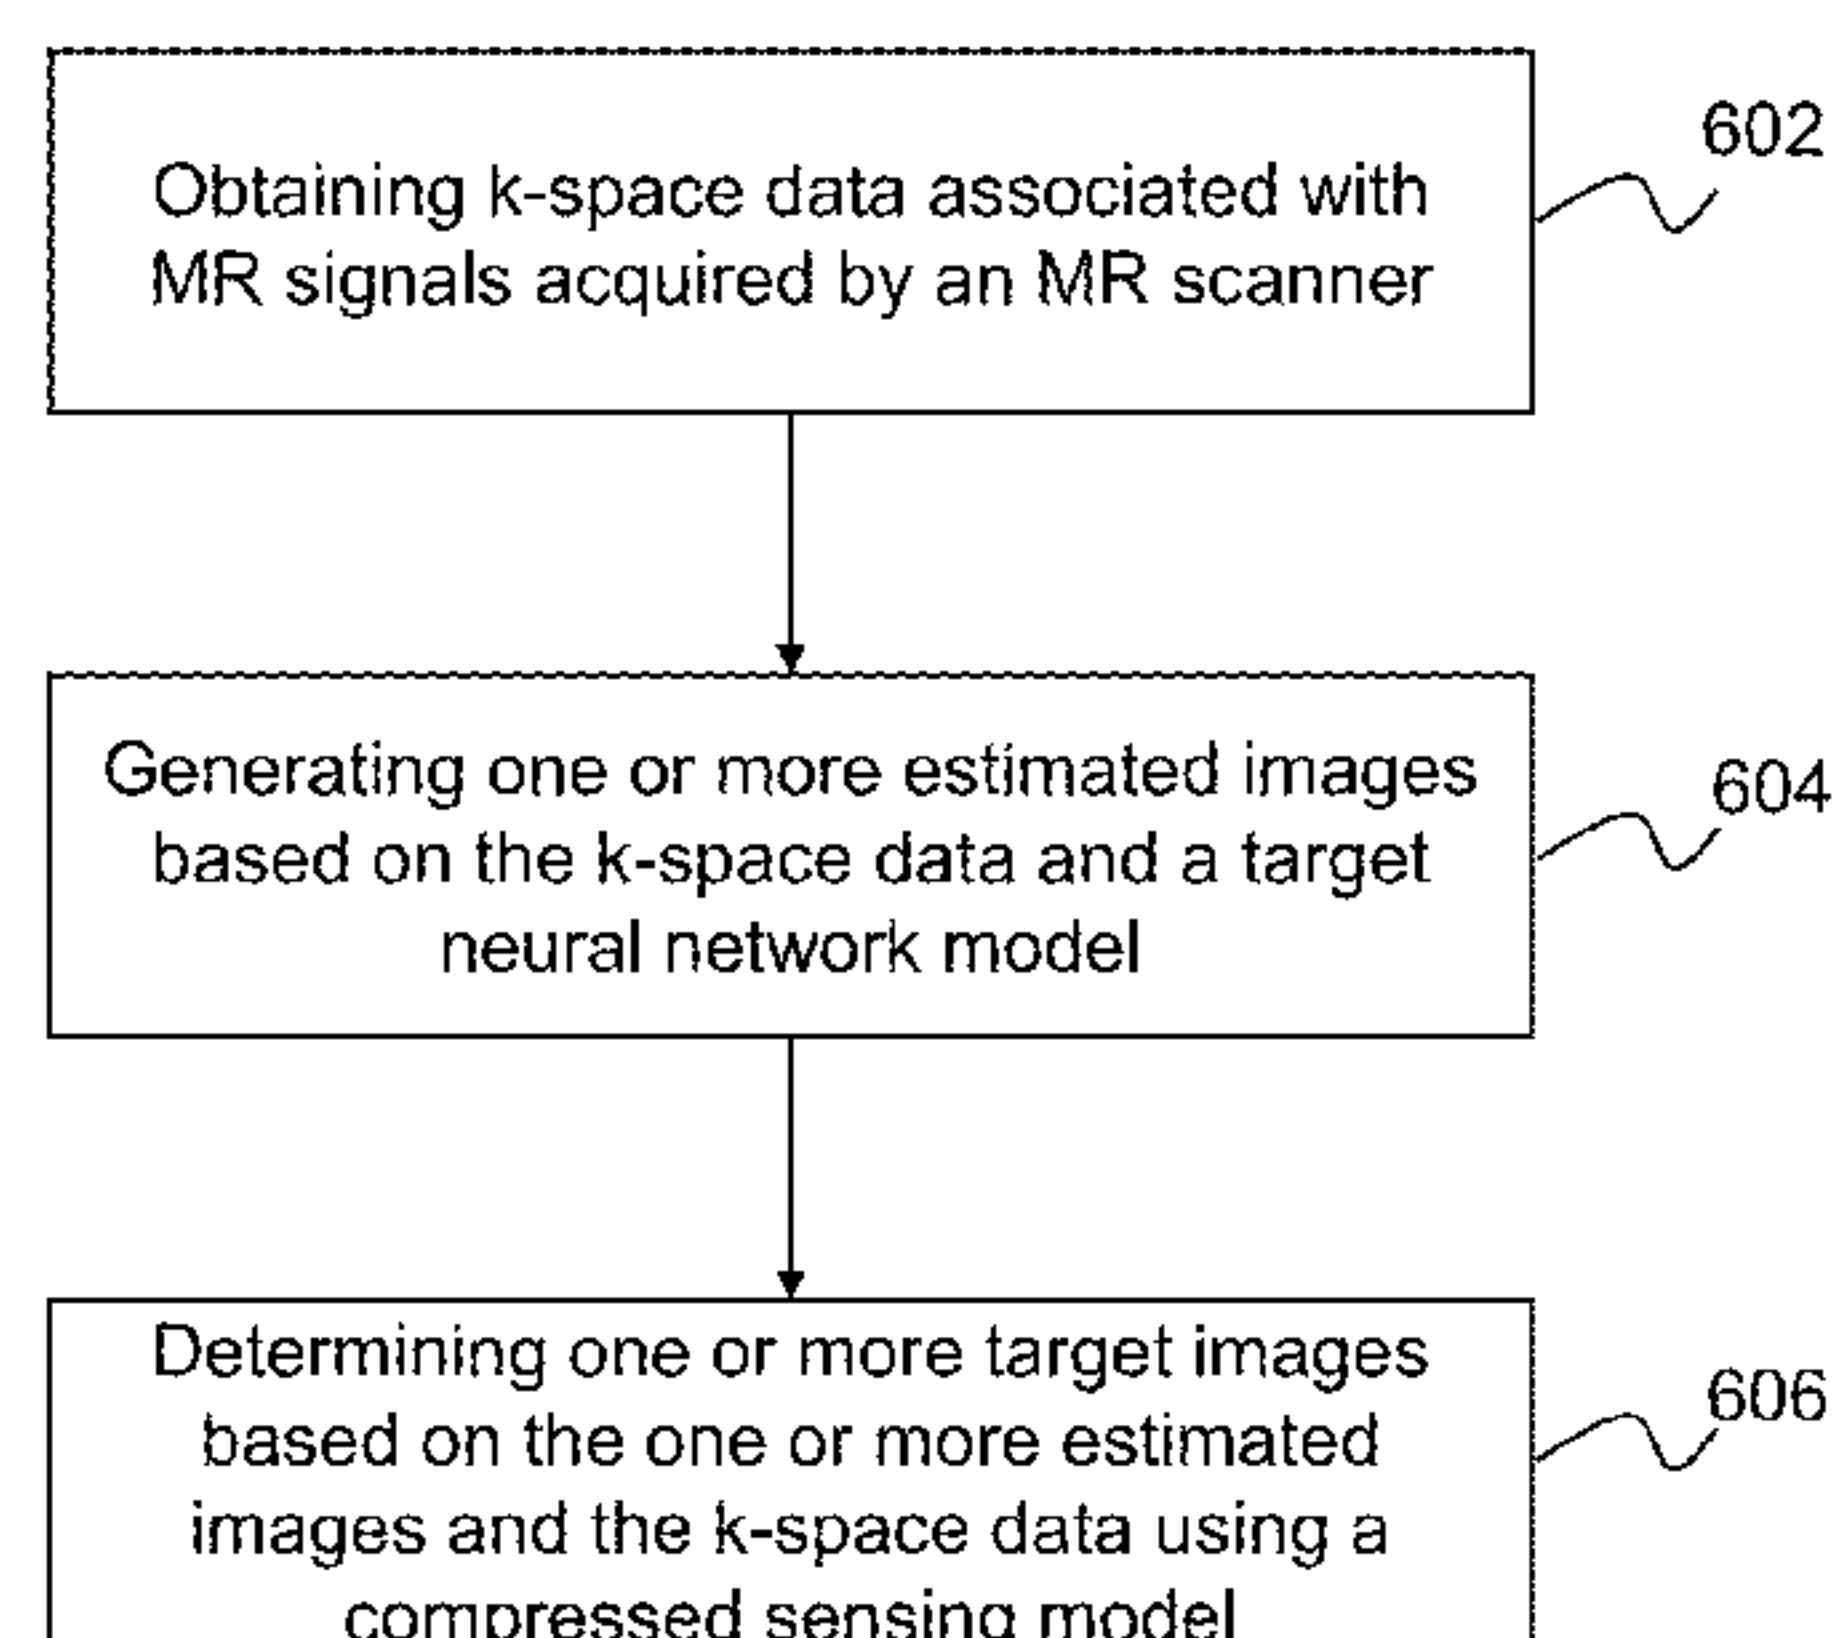 Obtaining k-space data associated with
MR signals acquired by an MR scanner
602
Generating one or more estimated images
based on the k-space data and a target
neural network model
604
Determining one or more target images
based on the one or more estimated
images and the k-space data using a
compressed sensing model
606